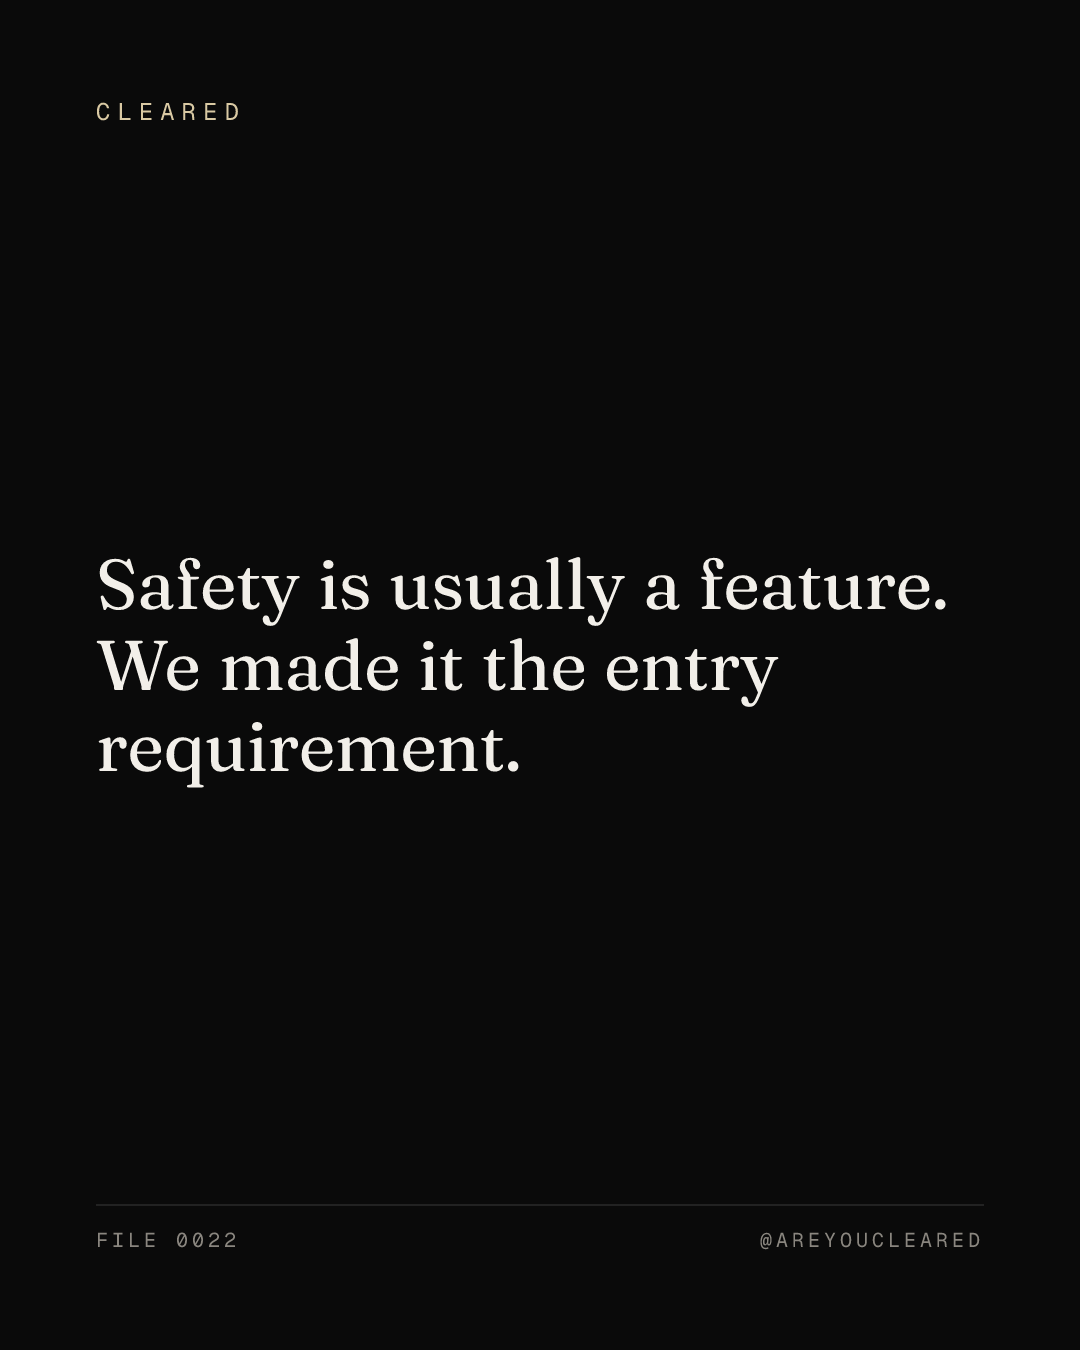 CLEARED
Safety is usually a feature.
We made it the entry
requirement.
FILE 0022
@AREYOUCLEARED